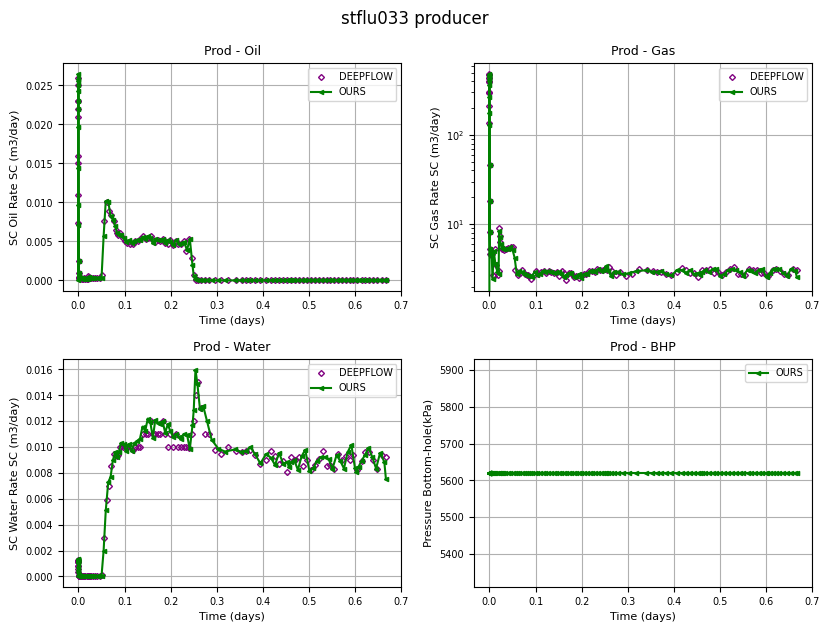 stflu033 producer
Prod - Oil
SC Oil Rate SC (m3/day)
0.025
0.020
0.015
0.010
0.005
0.000
DEEPFLOW
OURS
0.0 0.1 0.2 0.3 0.4 0.5 0.6 0.7
Time (days)
Prod - Gas
SC Gas Rate SC (m3/day)
10²
10¹
DEEPFLOW
OURS
0.0 0.1 0.2 0.3 0.4 0.5 0.6 0.7
Time (days)
Prod - Water
SC Water Rate SC (m3/day)
0.016
0.014
0.012
0.010
0.008
0.006
0.004
0.002
0.000
DEEPFLOW
OURS
0.0 0.1 0.2 0.3 0.4 0.5 0.6 0.7
Time (days)
Prod - BHP
Pressure Bottom-hole(kPa)
5900
5800
5700
5600
5500
5400
OURS
0.0 0.1 0.2 0.3 0.4 0.5 0.6 0.7
Time (days)